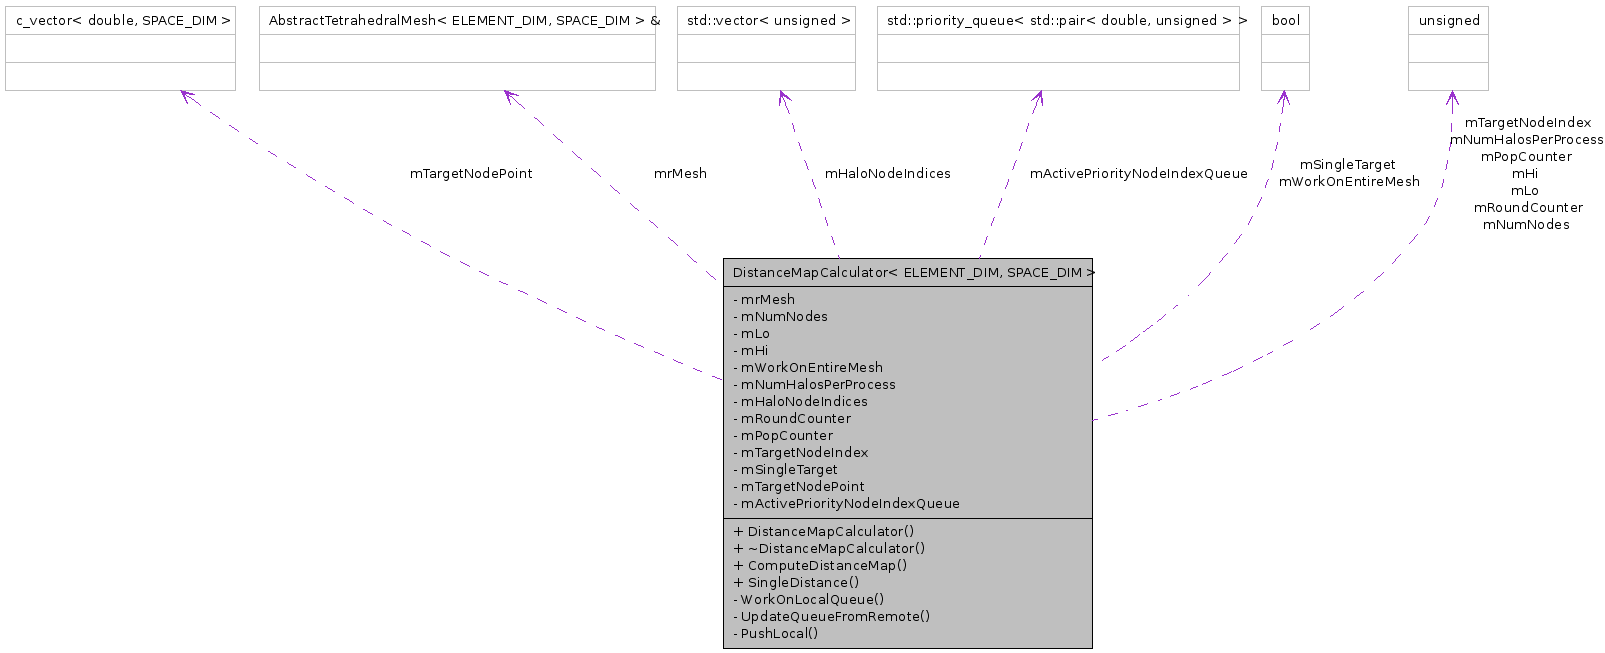 c_vector< double, SPACE_DIM >
AbstractTetrahedralMesh< ELEMENT_DIM, SPACE_DIM > &
std::vector< unsigned >
std::priority_queue< std::pair< double, unsigned > >
bool
unsigned
mTargetNodePoint
mrMesh
mHaloNodeIndices
mActivePriorityNodeIndexQueue
mSingleTarget
mWorkOnEntireMesh
mTargetNodeIndex
mNumHalosPerProcess
mPopCounter
mHi
mLo
mRoundCounter
mNumNodes
DistanceMapCalculator< ELEMENT_DIM, SPACE_DIM >
- mrMesh
- mNumNodes
- mLo
- mHi
- mWorkOnEntireMesh
- mNumHalosPerProcess
- mHaloNodeIndices
- mRoundCounter
- mPopCounter
- mTargetNodeIndex
- mSingleTarget
- mTargetNodePoint
- mActivePriorityNodeIndexQueue
+ DistanceMapCalculator()
+ ~DistanceMapCalculator()
+ ComputeDistanceMap()
+ SingleDistance()
- WorkOnLocalQueue()
- UpdateQueueFromRemote()
- PushLocal()